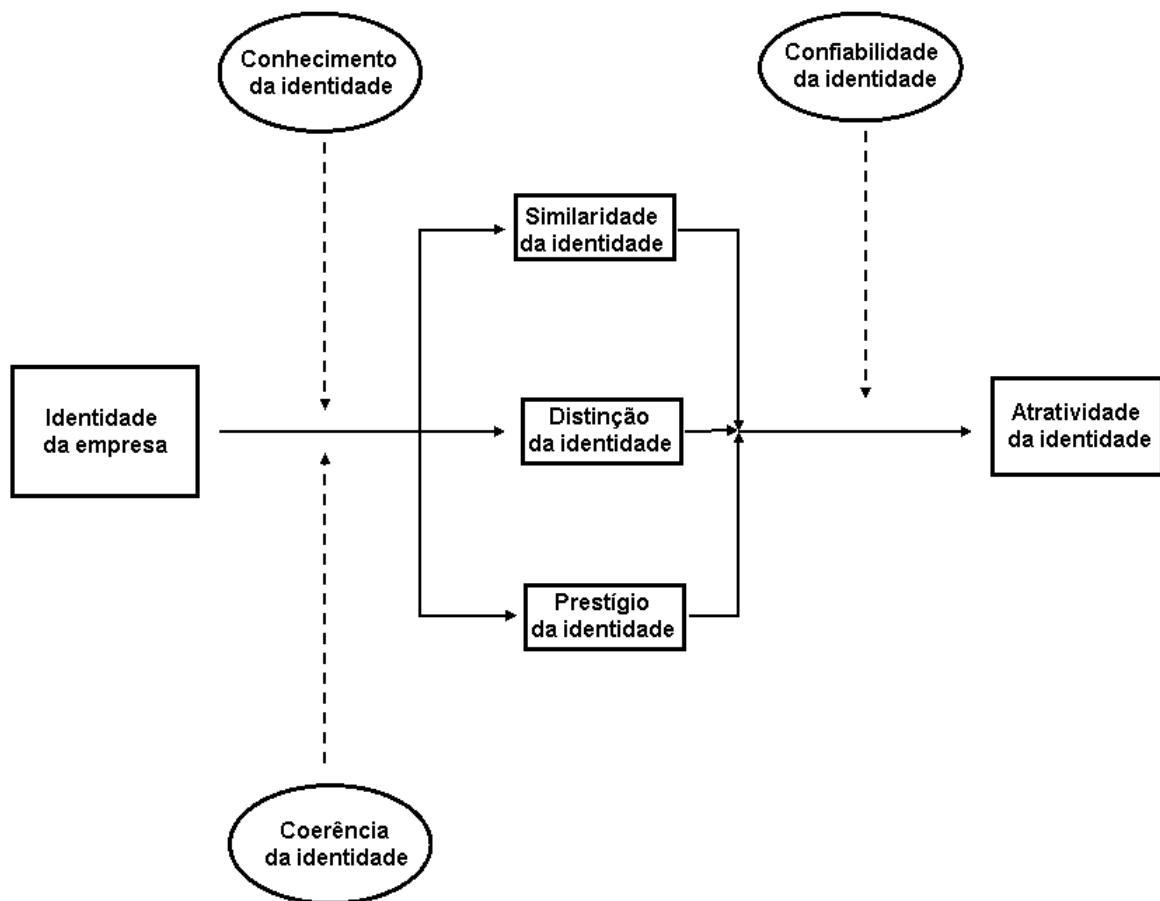 Conhecimento
da identidade
Confiabilidade
da identidade
Similaridade
da identidade
Identidade
da empresa
Distinção
da identidade
Atratividade
da identidade
Prestígio
da identidade
Coerência
da identidade